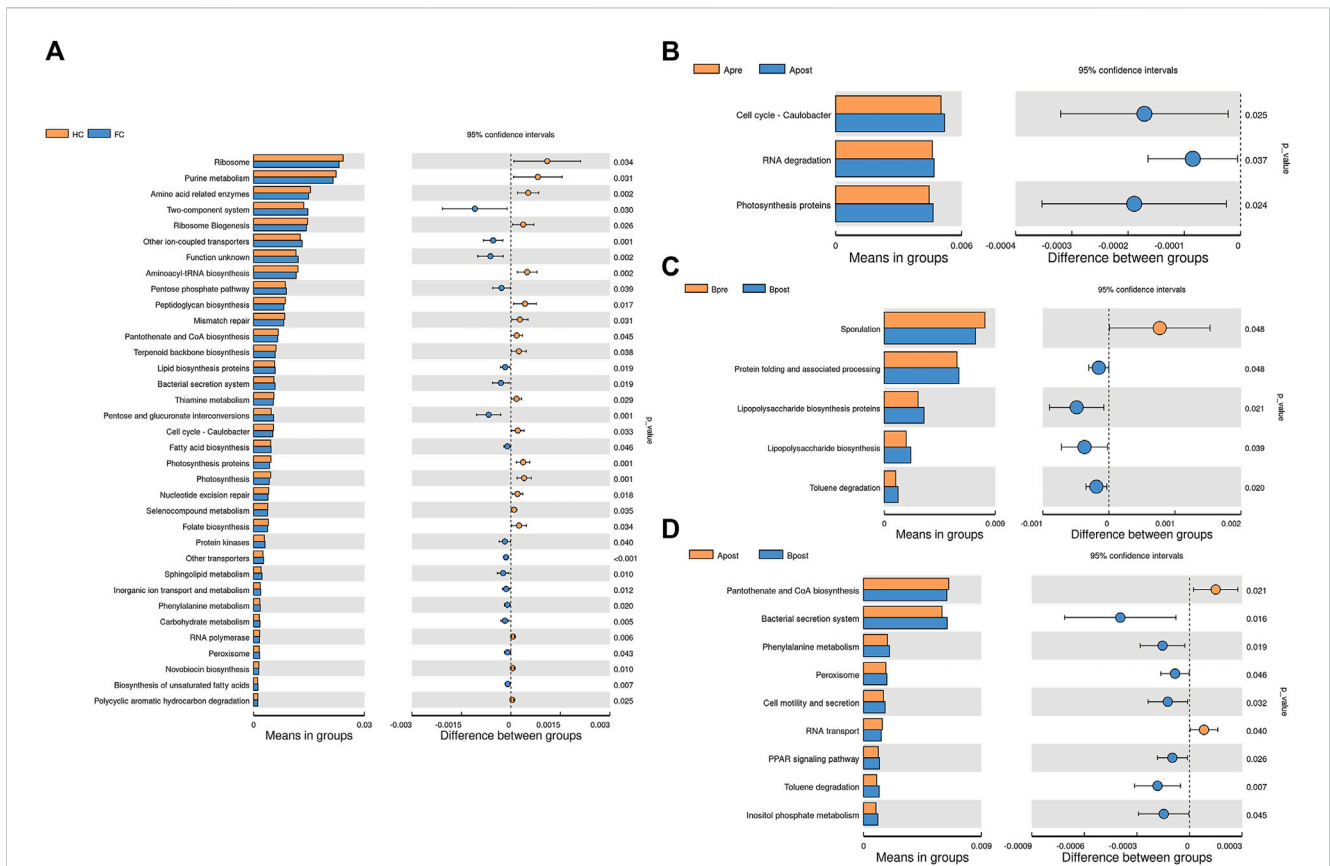 A
HC FC
95% confidence intervals
Ribosome 0.034
Purine metabolism 0.031
Amino acid related enzymes 0.002
Two-component system 0.030
Ribosome Biogenesis 0.026
Other ion-coupled transporters 0.001
Function unknown 0.002
Aminoacyl-tRNA biosynthesis 0.002
Pentose phosphate pathway 0.039
Peptidoglycan biosynthesis 0.017
Mismatch repair 0.031
Pantothenate and CoA biosynthesis 0.045
Terpenoid backbone biosynthesis 0.038
Lipid biosynthesis proteins 0.019
Bacterial secretion system 0.019
Thiamine metabolism 0.029
Pentose and glucuronate interconversions 0.001
Cell cycle - Caulobacter 0.033
Fatty acid biosynthesis 0.046
Photosynthesis proteins 0.001
Photosynthesis 0.001
Nucleotide excision repair 0.018
Selenocompound metabolism 0.035
Folate biosynthesis 0.034
Protein kinases 0.040
Other transporters <0.001
Sphingolipid metabolism 0.010
Inorganic ion transport and metabolism 0.012
Phenylalanine metabolism 0.020
Carbohydrate metabolism 0.005
RNA polymerase 0.006
Peroxisome 0.043
Novobiocin biosynthesis 0.010
Biosynthesis of unsaturated fatty acids 0.007
Polycyclic aromatic hydrocarbon degradation 0.025
p_value
0 0.03 -0.003 -0.0015 0 0.0015 0.003
Means in groups Difference between groups
B
Apre Apost 95% confidence intervals
Cell cycle - Caulobacter 0.025
RNA degradation 0.037
Photosynthesis proteins 0.024
p_value
0 0.006 -0.0004 -0.0003 -0.0002 -0.0001 0
Means in groups Difference between groups
C
Bpre Bpost 95% confidence intervals
Sporulation 0.048
Protein folding and associated processing 0.048
Lipopolysaccharide biosynthesis proteins 0.021
Lipopolysaccharide biosynthesis 0.039
Toluene degradation 0.020
p_value
0 0.009 -0.001 0 0.001 0.002
Means in groups Difference between groups
D
Apost Bpost 95% confidence intervals
Pantothenate and CoA biosynthesis 0.021
Bacterial secretion system 0.016
Phenylalanine metabolism 0.019
Peroxisome 0.046
Cell motility and secretion 0.032
RNA transport 0.040
PPAR signaling pathway 0.026
Toluene degradation 0.007
Inositol phosphate metabolism 0.045
p_value
0 0.009 -0.0009 -0.0006 -0.0003 0 0.0003
Means in groups Difference between groups